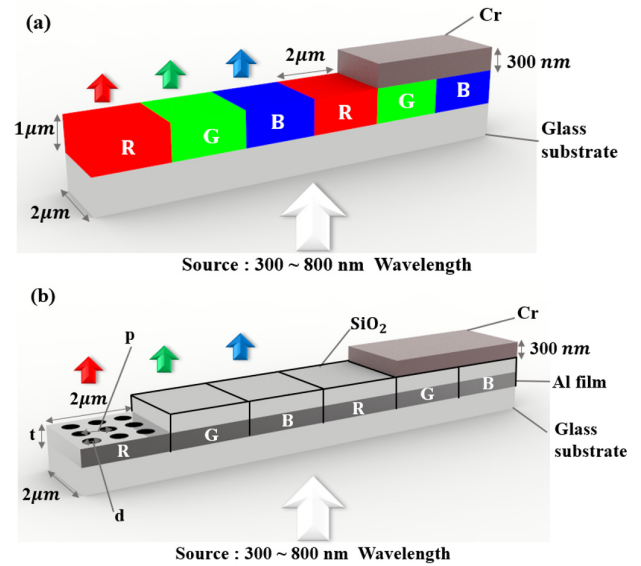 (a)
Cr
2μm
300 nm
1μm
R
G
B
R
G
B
Glass
substrate
2μm
Source : 300 ~ 800 nm Wavelength
(b)
SiO2
Cr
p
300 nm
2μm
Al film
t
R
G
B
R
G
B
Glass
substrate
2μm
d
Source : 300 ~ 800 nm Wavelength